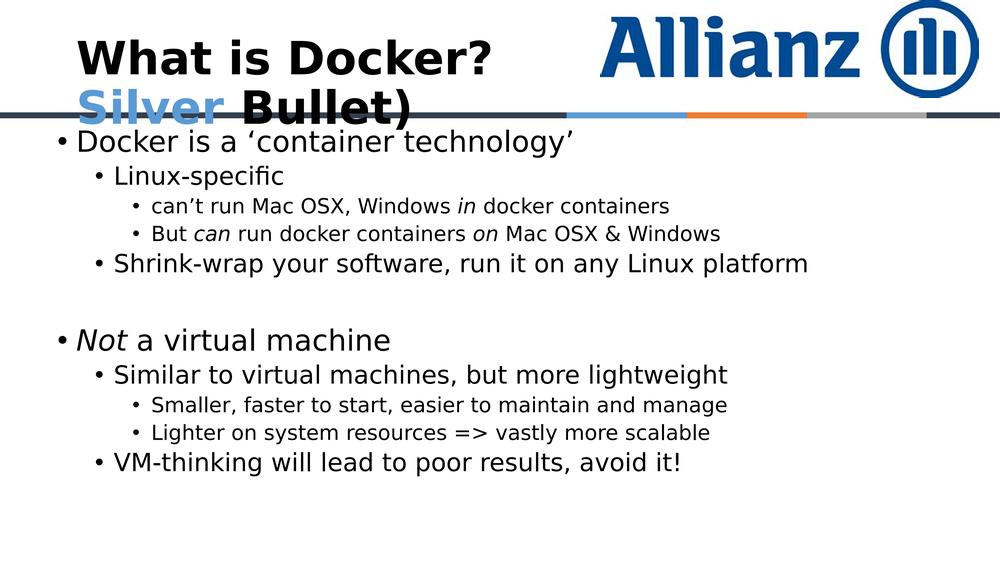 Allianz
What is Docker?
Silver Bullet)
• Docker is a ‘container technology’
• Linux-specific
• can’t run Mac OSX, Windows in docker containers
• But can run docker containers on Mac OSX & Windows
• Shrink-wrap your software, run it on any Linux platform
• Not a virtual machine
• Similar to virtual machines, but more lightweight
• Smaller, faster to start, easier to maintain and manage
• Lighter on system resources => vastly more scalable
• VM-thinking will lead to poor results, avoid it!